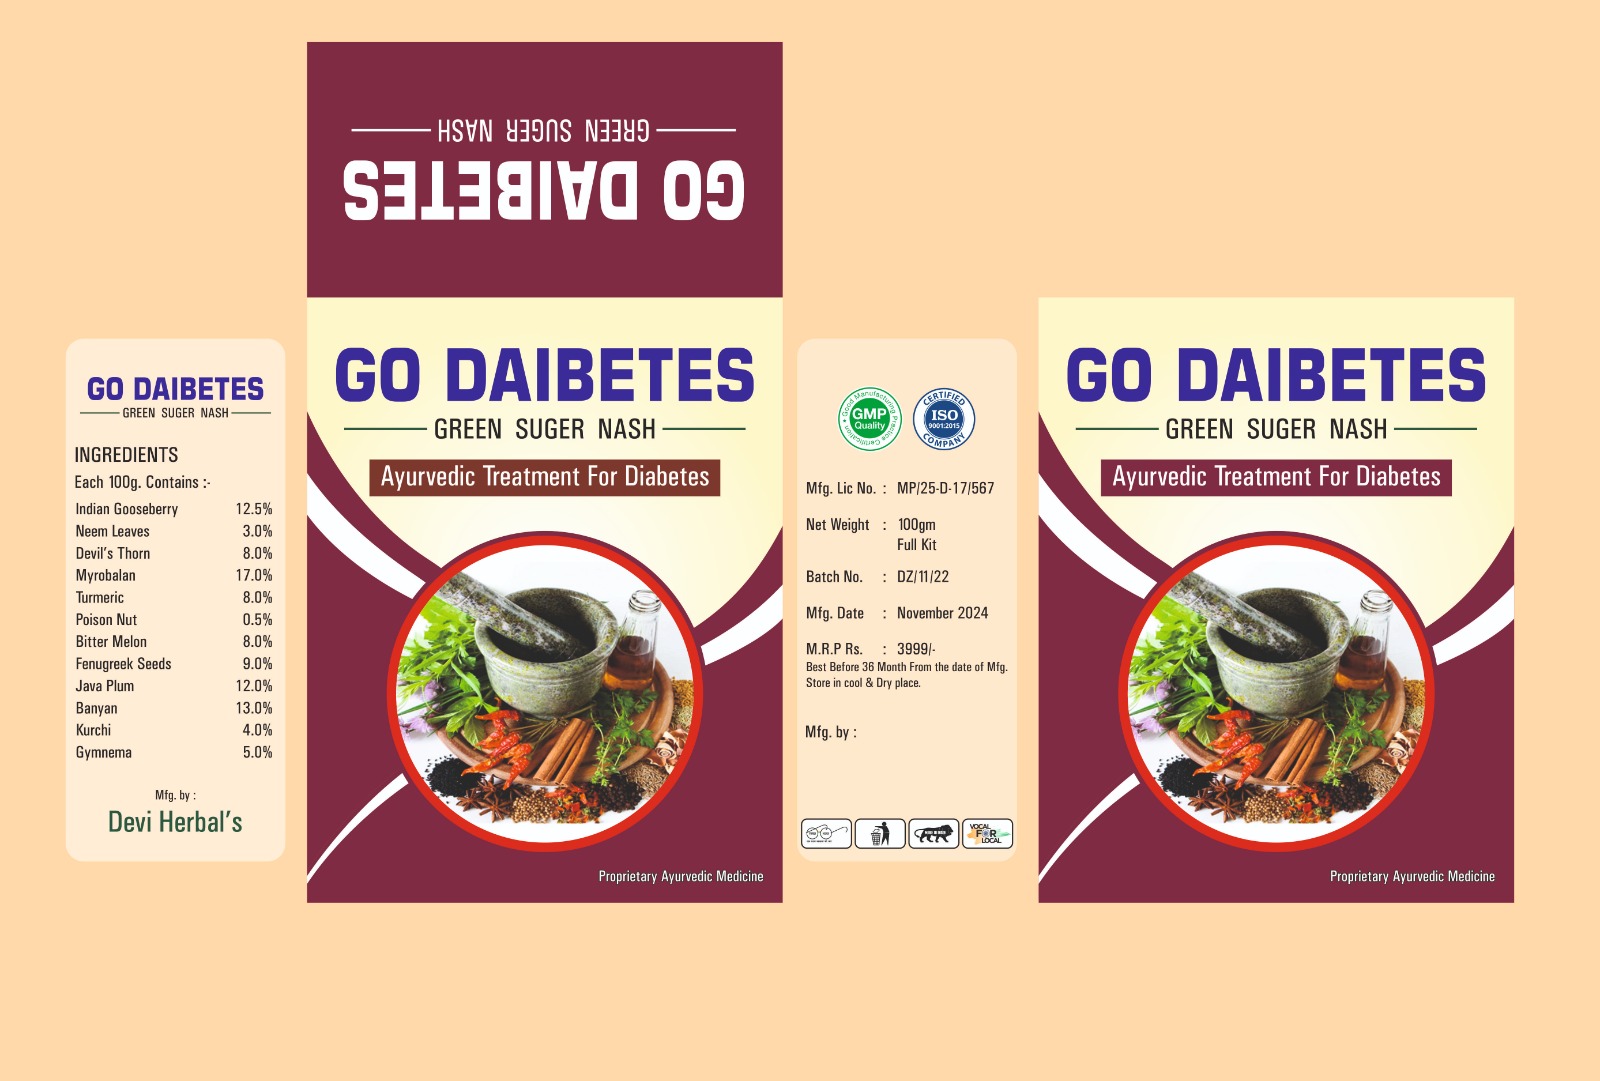 GREEN SUGER NASH
GO DAIBETES
GO DAIBETES
GREEN SUGER NASH
INGREDIENTS
Each 100g. Contains :-
Indian Gooseberry 12.5%
Neem Leaves 3.0%
Devil's Thorn 8.0%
Myrobalan 17.0%
Turmeric 8.0%
Poison Nut 0.5%
Bitter Melon 8.0%
Fenugreek Seeds 9.0%
Java Plum 12.0%
Banyan 13.0%
Kurchi 4.0%
Gymnema 5.0%
Mfg. by :
Devi Herbal's
GO DAIBETES
GREEN SUGER NASH
Ayurvedic Treatment For Diabetes
Proprietary Ayurvedic Medicine
Good Manufacturing Practice Certification
GMP
Quality
CERTIFIED
ISO
9001:2015
COMPANY
Mfg. Lic No. : MP/25-D-17/567
Net Weight : 100gm
Full Kit
Batch No. : DZ/11/22
Mfg. Date : November 2024
M.R.P Rs. : 3999/-
Best Before 36 Month From the date of Mfg.
Store in cool & Dry place.
Mfg. by :
VOCAL
FOR
LOCAL
GO DAIBETES
GREEN SUGER NASH
Ayurvedic Treatment For Diabetes
Proprietary Ayurvedic Medicine